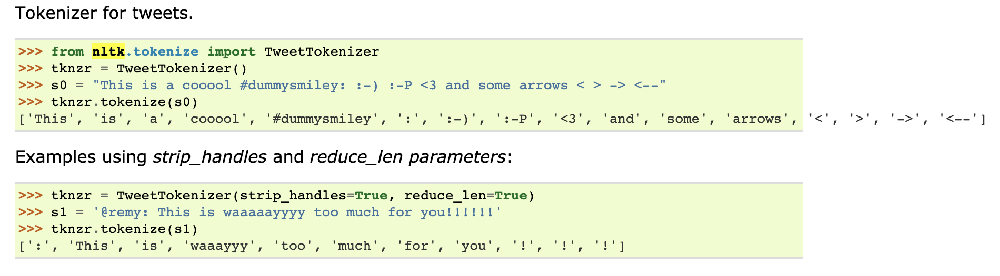 Tokenizer for tweets.
>>> from nltk.tokenize import TweetTokenizer
>>> tknzr = TweetTokenizer()
>>> s0 = "This is a cooool #dummysmiley: :-) :-P <3 and some arrows < > -> <--"
>>> tknzr.tokenize(s0)
['This', 'is', 'a', 'cooool', '#dummysmiley', ':', ':-)', ':-P', '<3', 'and', 'some', 'arrows', '<', '>', '->', '<--']
Examples using strip_handles and reduce_len parameters:
>>> tknzr = TweetTokenizer(strip_handles=True, reduce_len=True)
>>> s1 = '@remy: This is waaaaayyyy too much for you!!!!!!'
>>> tknzr.tokenize(s1)
[':', 'This', 'is', 'waaayyy', 'too', 'much', 'for', 'you', '!', '!', '!']